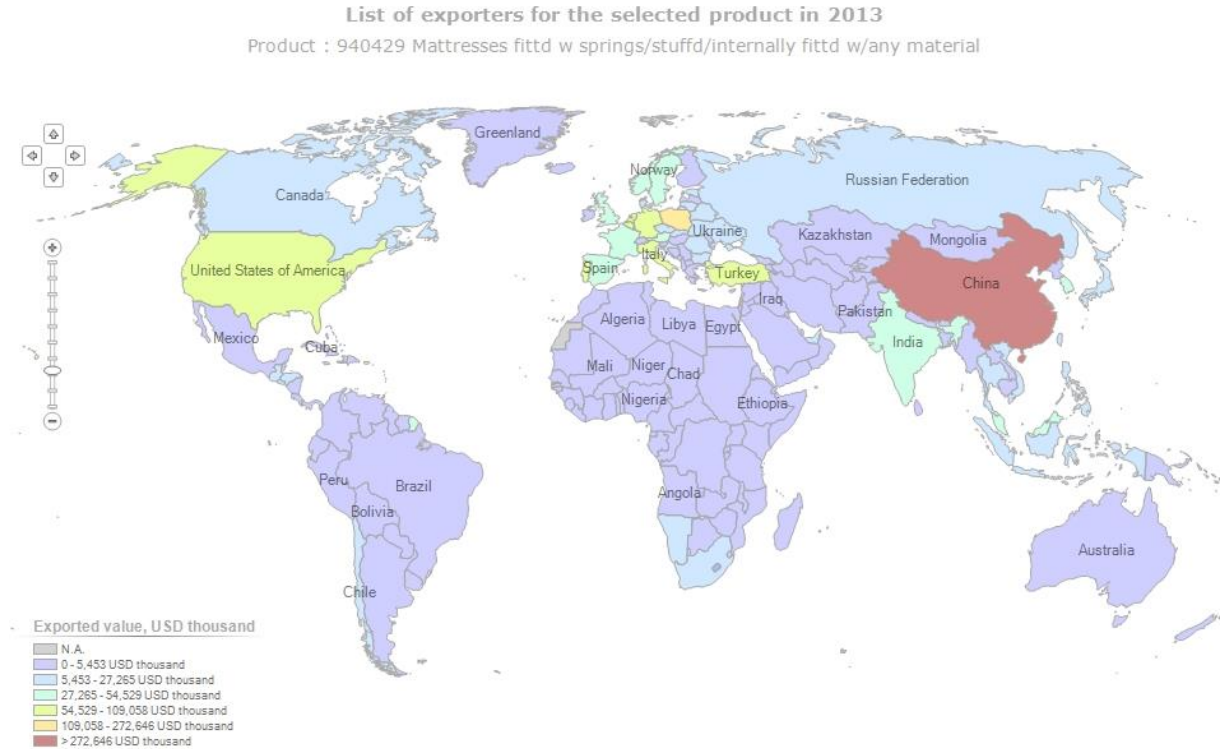 List of exporters for the selected product in 2013
Product : 940429 Mattresses fittd w springs/stuffd/internally fittd w/any material
Greenland
Norway
Canada
Russian Federation
Ukraine
Kazakhstan
Mongolia
Italy
Spain
Turkey
United States of America
China
Iraq
Pakistan
Algeria
Libya
Egypt
Mexico
Cuba
India
Mali
Niger
Chad
Nigeria
Ethiopia
Peru
Brazil
Angola
Bolivia
Australia
Chile
Exported value, USD thousand
N.A.
0 - 5,453 USD thousand
5,453 - 27,265 USD thousand
27,265 - 54,529 USD thousand
54,529 - 109,058 USD thousand
109,058 - 272,646 USD thousand
> 272,646 USD thousand